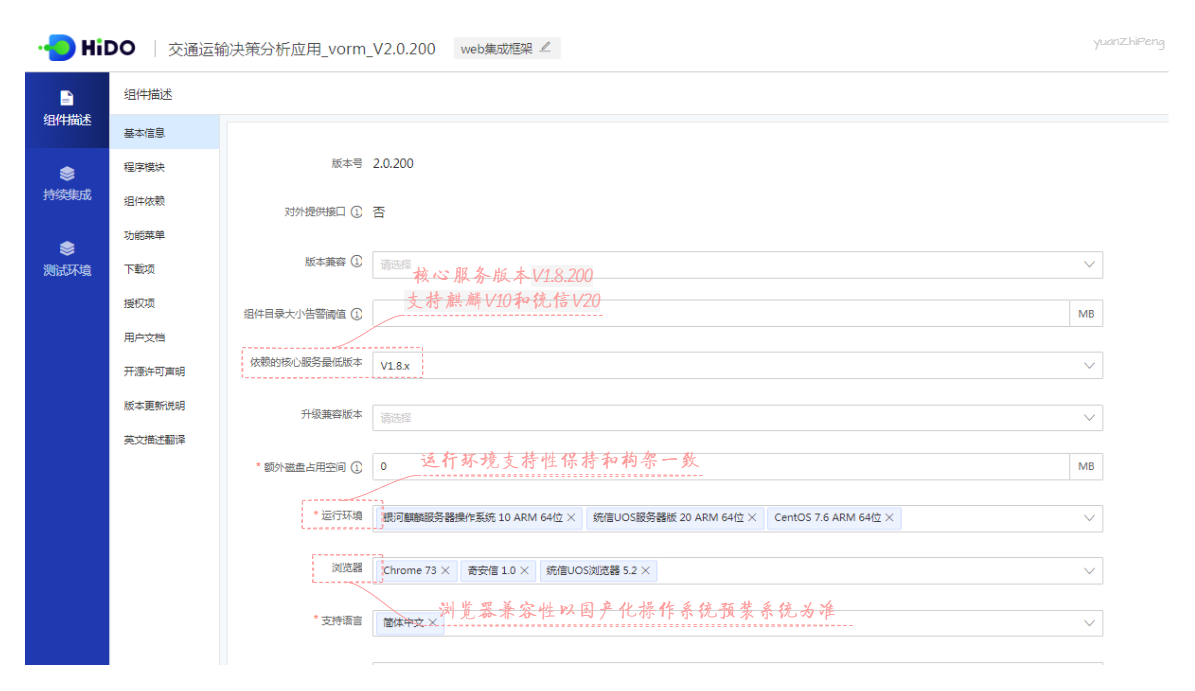 HiDO 交通运输决策分析应用_vorm_V2.0.200 web集成框架 yuanZhiPeng
组件描述
组件描述
基本信息
版本号 2.0.200
程序模块
持续集成
组件依赖
对外提供接口 否
功能菜单
版本兼容 请选择
测试环境
下载项
核心服务版本V1.8.200
支持麒麟V10和统信V20
授权项
组件目录大小告警阈值 MB
用户文档
依赖的核心服务最低版本 V1.8.x
开源许可声明
版本更新说明
升级兼容版本 请选择
英文描述翻译
运行环境支持性保持和构架一致
* 额外磁盘占用空间 0 MB
* 运行环境 银河麒麟服务器操作系统 10 ARM 64位 × 统信UOS服务器版 20 ARM 64位 × CentOS 7.6 ARM 64位 ×
浏览器 Chrome 73 × 奇安信 1.0 × 统信UOS浏览器 5.2 ×
浏览器兼容性以国产化操作系统预装系统为准
* 支持语言 简体中文 ×